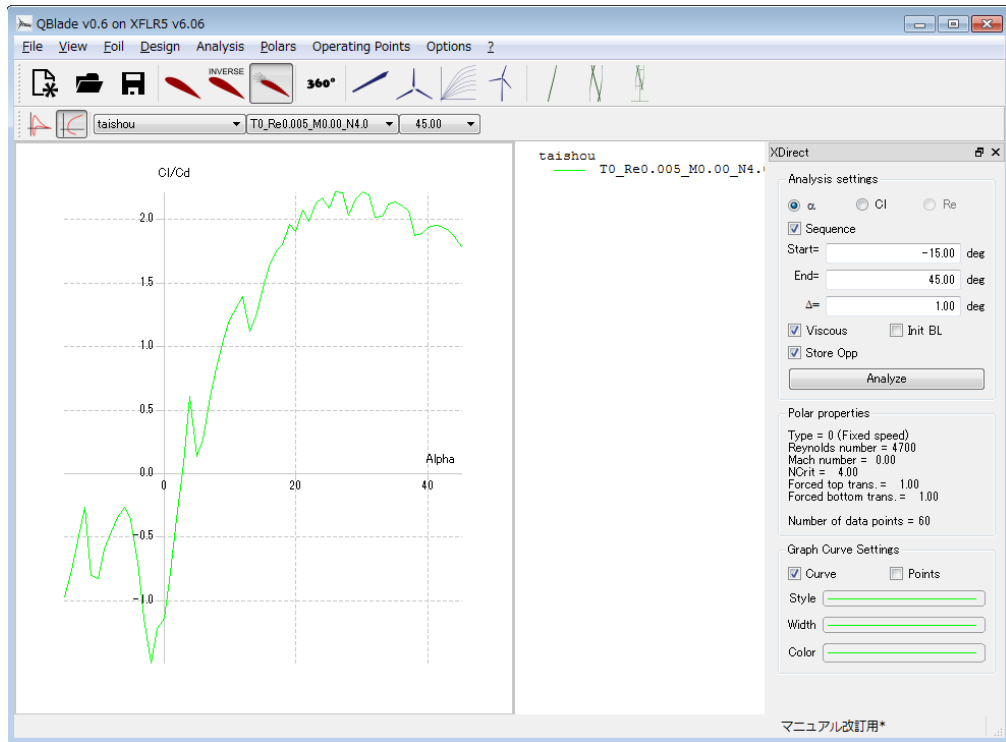 QBlade v0.6 on XFLR5 v6.06
File View Foil Design Analysis Polars Operating Points Options ?
INVERSE
360°
taishou T0_Re0.005_M0.00_N4.0 45.00
Cl/Cd
2.0
1.5
1.0
0.5
0.0
-0.5
-1.0
0 20 40
Alpha
taishou
T0_Re0.005_M0.00_N4.
XDirect
Analysis settings
α Cl Re
Sequence
Start= -15.00 deg
End= 45.00 deg
Δ= 1.00 deg
Viscous Init BL
Store Opp
Analyze
Polar properties
Type = 0 (Fixed speed)
Reynolds number = 4700
Mach number = 0.00
NCrit = 4.00
Forced top trans. = 1.00
Forced bottom trans. = 1.00
Number of data points = 60
Graph Curve Settings
Curve Points
Style
Width
Color
マニュアル改訂用*